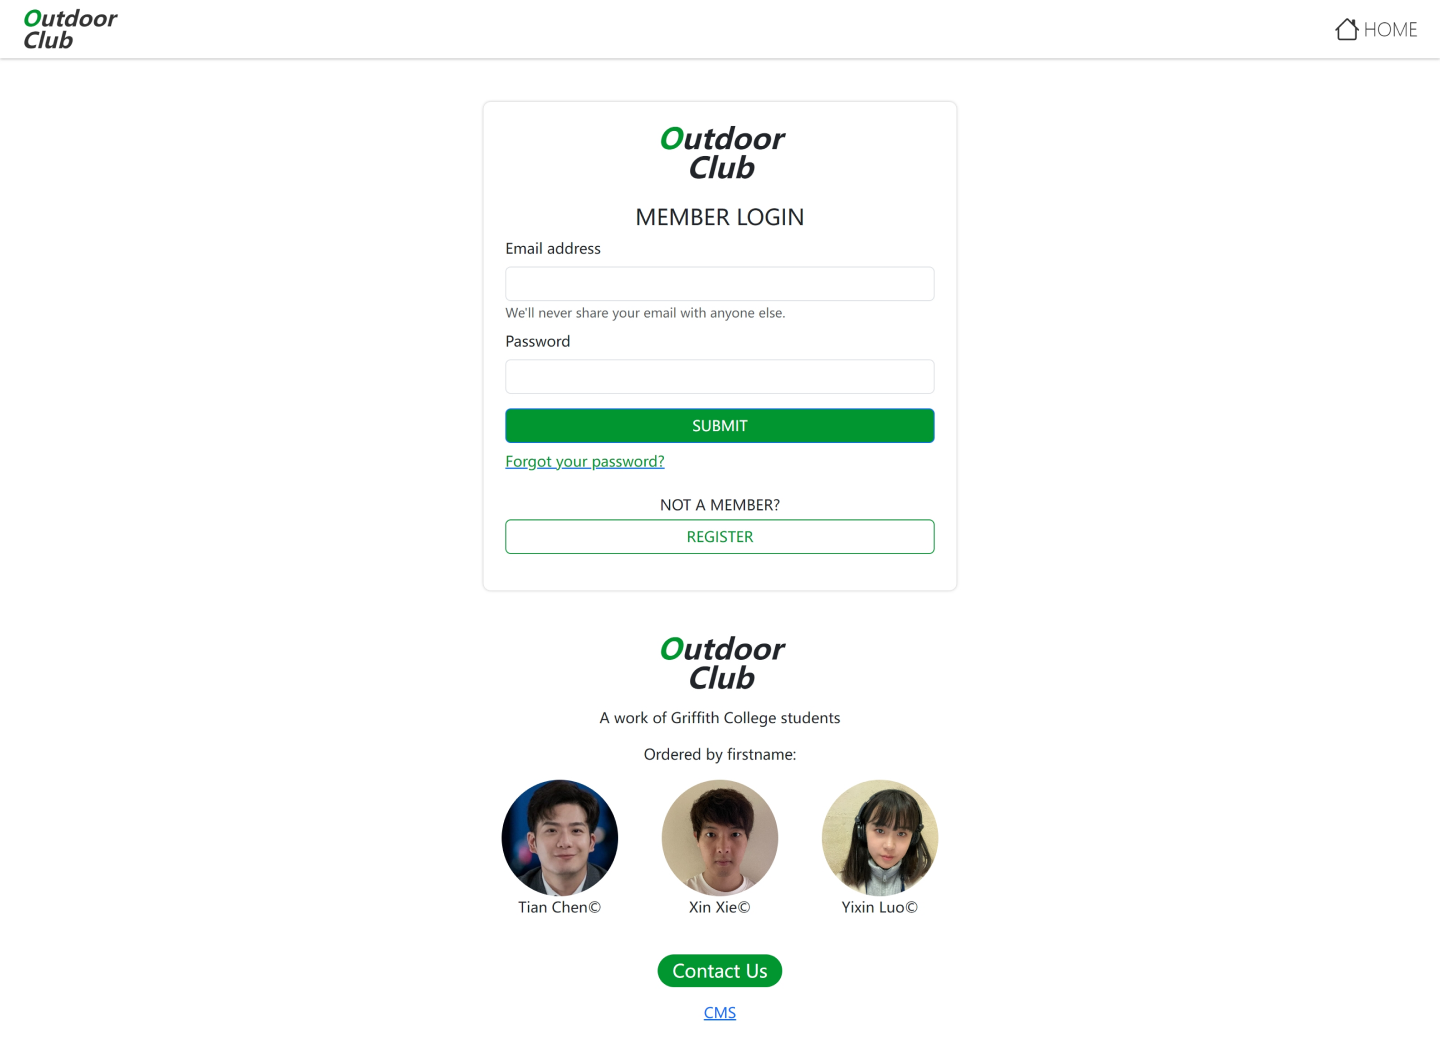 Outdoor
Club
HOME
Outdoor
Club
MEMBER LOGIN
Email address
We'll never share your email with anyone else.
Password
SUBMIT
Forgot your password?
NOT A MEMBER?
REGISTER
Outdoor
Club
A work of Griffith College students
Ordered by firstname:
Tian Chen© Xin Xie© Yixin Luo©
Contact Us
CMS